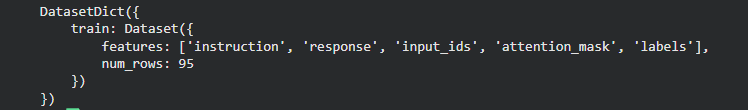 DatasetDict({
    train: Dataset({
        features: ['instruction', 'response', 'input_ids', 'attention_mask', 'labels'],
        num_rows: 95
    })
})